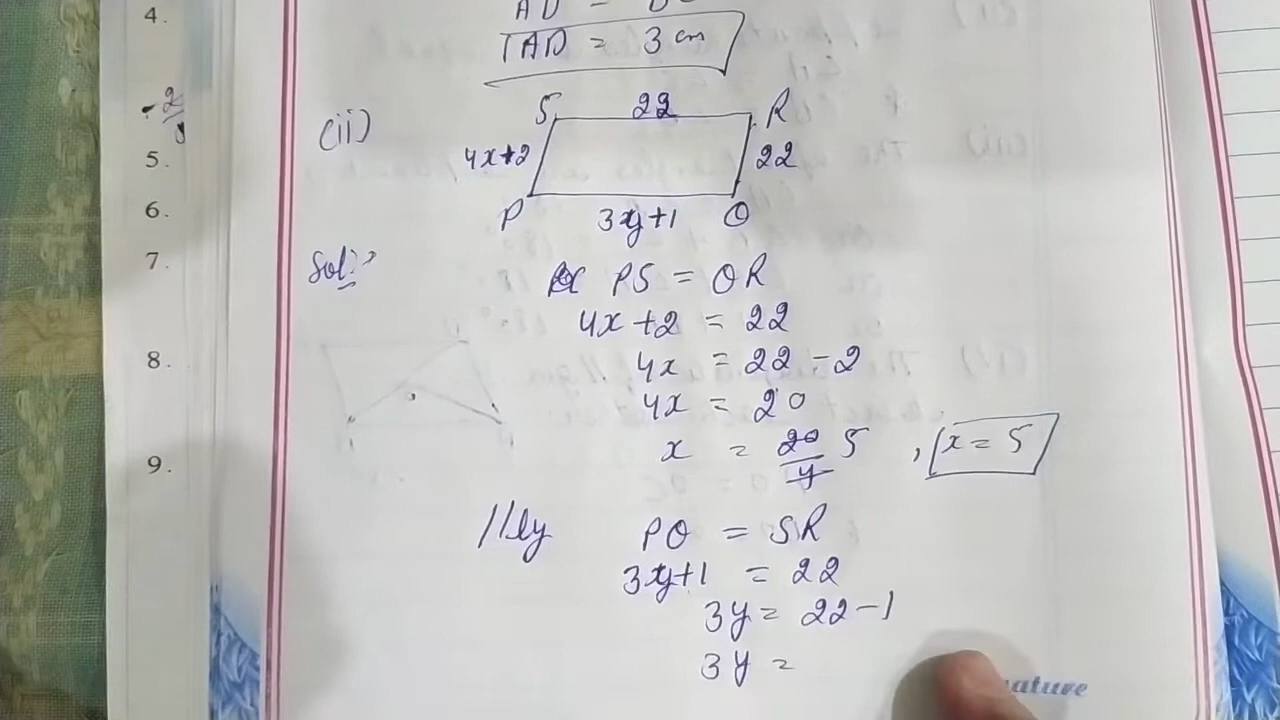 4.
AD =
AD = 3 cm
(ii)
S 22 R
4x+2 22
5.
P 3y+1 Q
6.
7.
Sol:-
PS = QR
4x+2 = 22
4x = 22 - 2
8.
4x = 20
x = 20/4 5 , x = 5
9.
//ly PQ = SR
3y+1 = 22
3y = 22-1
3y =
ature